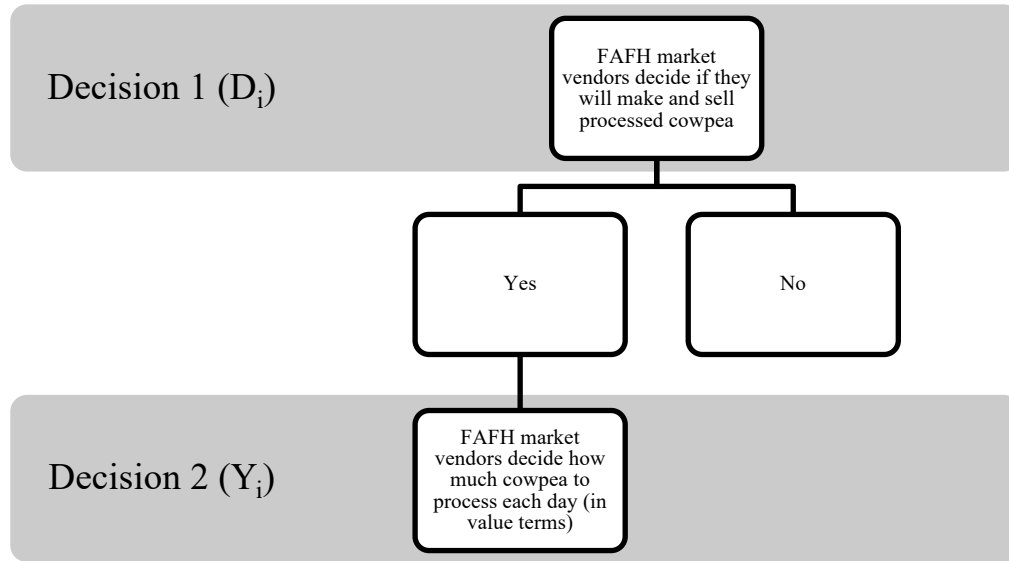 Decision 1 (Dᵢ)
FAFH market
vendors decide if they
will make and sell
processed cowpea
Yes
No
Decision 2 (Yᵢ)
FAFH market
vendors decide how
much cowpea to
process each day (in
value terms)